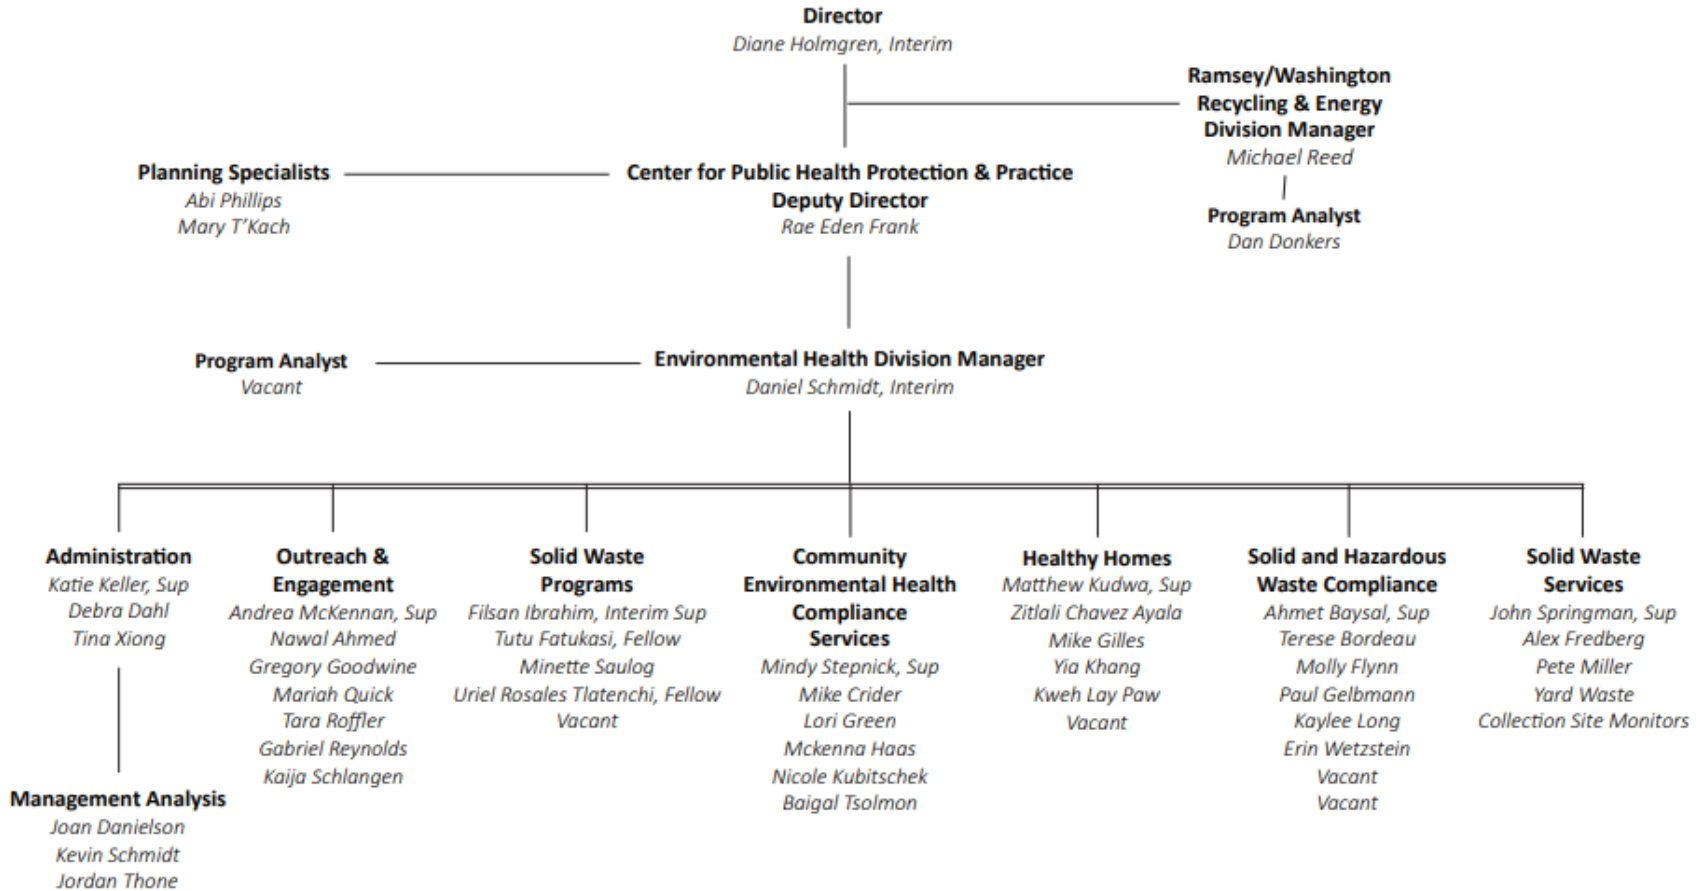 Director
Diane Holmgren, Interim
Ramsey/Washington
Recycling & Energy
Division Manager
Michael Reed
Program Analyst
Dan Donkers
Planning Specialists
Abi Phillips
Mary T’Kach
Center for Public Health Protection & Practice
Deputy Director
Rae Eden Frank
Program Analyst
Vacant
Environmental Health Division Manager
Daniel Schmidt, Interim
Administration
Katie Keller, Sup
Debra Dahl
Tina Xiong
Management Analysis
Joan Danielson
Kevin Schmidt
Jordan Thone
Outreach &
Engagement
Andrea McKennan, Sup
Nawal Ahmed
Gregory Goodwine
Mariah Quick
Tara Roffler
Gabriel Reynolds
Kaija Schlangen
Solid Waste
Programs
Filsan Ibrahim, Interim Sup
Tutu Fatukasi, Fellow
Minette Saulog
Uriel Rosales Tlatenchi, Fellow
Vacant
Community
Environmental Health
Compliance
Services
Mindy Stepnick, Sup
Mike Crider
Lori Green
Mckenna Haas
Nicole Kubitschek
Baigal Tsolmon
Healthy Homes
Matthew Kudwa, Sup
Zitlali Chavez Ayala
Mike Gilles
Yia Khang
Kweh Lay Paw
Vacant
Solid and Hazardous
Waste Compliance
Ahmet Baysal, Sup
Terese Bordeau
Molly Flynn
Paul Gelbmann
Kaylee Long
Erin Wetzstein
Vacant
Vacant
Solid Waste
Services
John Springman, Sup
Alex Fredberg
Pete Miller
Yard Waste
Collection Site Monitors